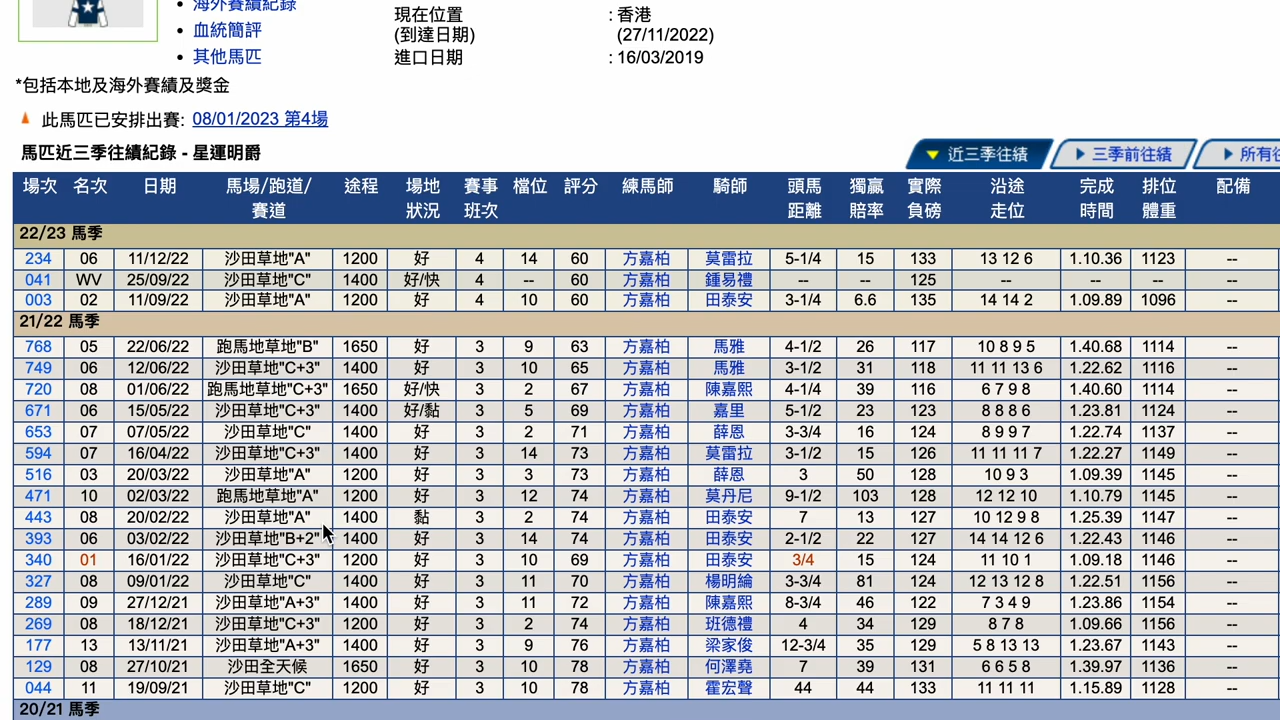 海外賽績紀錄
血統簡評
其他馬匹
現在位置 : 香港
(到達日期) (27/11/2022)
進口日期 : 16/03/2019
*包括本地及海外賽績及獎金
此馬匹已安排出賽: 08/01/2023 第4場
馬匹近三季往績紀錄 - 星運明爵
近三季往績 三季前往績 所有往
場次 名次 日期 馬場/跑道/ 途程 場地 賽事 檔位 評分 練馬師 騎師 頭馬 獨贏 實際 沿途 完成 排位 配備
賽道 狀況 班次 距離 賠率 負磅 走位 時間 體重
22/23 馬季
234 06 11/12/22 沙田草地"A" 1200 好 4 14 60 方嘉柏 莫雷拉 5-1/4 15 133 13 12 6 1.10.36 1123 --
041 WV 25/09/22 沙田草地"C" 1400 好/快 4 -- 60 方嘉柏 鍾易禮 -- -- 125 -- -- -- --
003 02 11/09/22 沙田草地"A" 1200 好 4 10 60 方嘉柏 田泰安 3-1/4 6.6 135 14 14 2 1.09.89 1096 --
21/22 馬季
768 05 22/06/22 跑馬地草地"B" 1650 好 3 9 63 方嘉柏 馬雅 4-1/2 26 117 10 8 9 5 1.40.68 1114 --
749 06 12/06/22 沙田草地"C+3" 1400 好 3 10 65 方嘉柏 馬雅 3-1/2 31 118 11 11 13 6 1.22.62 1116 --
720 08 01/06/22 跑馬地草地"C+3" 1650 好/快 3 2 67 方嘉柏 陳嘉熙 4-1/4 39 116 6 7 9 8 1.40.60 1114 --
671 06 15/05/22 沙田草地"C+3" 1400 好/黏 3 5 69 方嘉柏 嘉里 5-1/2 23 123 8 8 8 6 1.23.81 1124 --
653 07 07/05/22 沙田草地"C" 1400 好 3 2 71 方嘉柏 薛恩 3-3/4 16 124 8 9 9 7 1.22.74 1137 --
594 07 16/04/22 沙田草地"C+3" 1400 好 3 14 73 方嘉柏 莫雷拉 3-1/2 15 126 11 11 11 7 1.22.27 1149 --
516 03 20/03/22 沙田草地"A" 1200 好 3 3 73 方嘉柏 薛恩 3 50 128 10 9 3 1.09.39 1145 --
471 10 02/03/22 跑馬地草地"A" 1200 好 3 12 74 方嘉柏 莫丹尼 9-1/2 103 128 12 12 10 1.10.79 1145 --
443 08 20/02/22 沙田草地"A" 1400 黏 3 2 74 方嘉柏 田泰安 7 13 127 10 12 9 8 1.25.39 1147 --
393 06 03/02/22 沙田草地"B+2" 1400 好 3 14 74 方嘉柏 田泰安 2-1/2 22 127 14 14 12 6 1.22.43 1146 --
340 01 16/01/22 沙田草地"C+3" 1200 好 3 10 69 方嘉柏 田泰安 3/4 15 124 11 10 1 1.09.18 1146 --
327 08 09/01/22 沙田草地"C" 1400 好 3 11 70 方嘉柏 楊明綸 3-3/4 81 124 12 13 12 8 1.22.51 1156 --
289 09 27/12/21 沙田草地"A+3" 1400 好 3 11 72 方嘉柏 陳嘉熙 8-3/4 46 122 7 3 4 9 1.23.86 1154 --
269 08 18/12/21 沙田草地"C+3" 1200 好 3 2 74 方嘉柏 班德禮 4 34 129 8 7 8 1.09.66 1156 --
177 13 13/11/21 沙田草地"A+3" 1400 好 3 9 76 方嘉柏 梁家俊 12-3/4 35 129 5 8 13 13 1.23.67 1143 --
129 08 27/10/21 沙田全天候 1650 好 3 10 78 方嘉柏 何澤堯 7 39 131 6 6 5 8 1.39.97 1136 --
044 11 19/09/21 沙田草地"C" 1200 好 3 10 78 方嘉柏 霍宏聲 44 44 133 11 11 11 1.15.89 1128 --
20/21 馬季